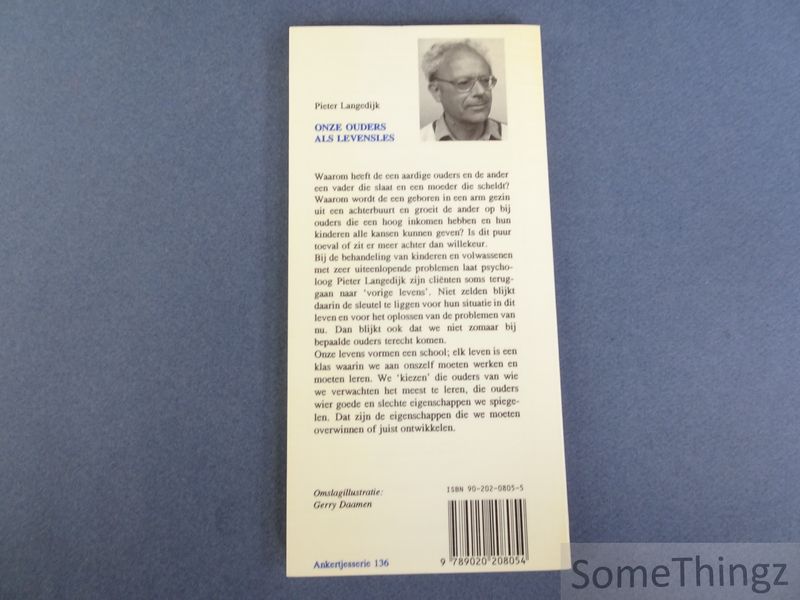 Pieter Langedijk
ONZE OUDERS
ALS LEVENSLES
Waarom heeft de een aardige ouders en de ander
een vader die slaat en een moeder die scheldt?
Waarom wordt de een geboren in een arm gezin
uit een achterbuurt en groeit de ander op bij
ouders die een hoog inkomen hebben en hun
kinderen alle kansen kunnen geven? Is dit puur
toeval of zit er meer achter dan willekeur.
Bij de behandeling van kinderen en volwassenen
met zeer uiteenlopende problemen laat psycho-
loog Pieter Langedijk zijn cliënten soms terug-
gaan naar ‘vorige levens’. Niet zelden blijkt
daarin de sleutel te liggen voor hun situatie in dit
leven en voor het oplossen van de problemen van
nu. Dan blijkt ook dat we niet zomaar bij
bepaalde ouders terecht komen.
Onze levens vormen een school; elk leven is een
klas waarin we aan onszelf moeten werken en
moeten leren. We ‘kiezen’ die ouders van wie
we verwachten het meest te leren, die ouders
wier goede en slechte eigenschappen we spiege-
len. Dat zijn de eigenschappen die we moeten
overwinnen of juist ontwikkelen.
Omslagillustratie:
Gerry Daamen
ISBN 90-202-0805-5
9 789020 208054
Ankertjesserie 136
SomeThingz